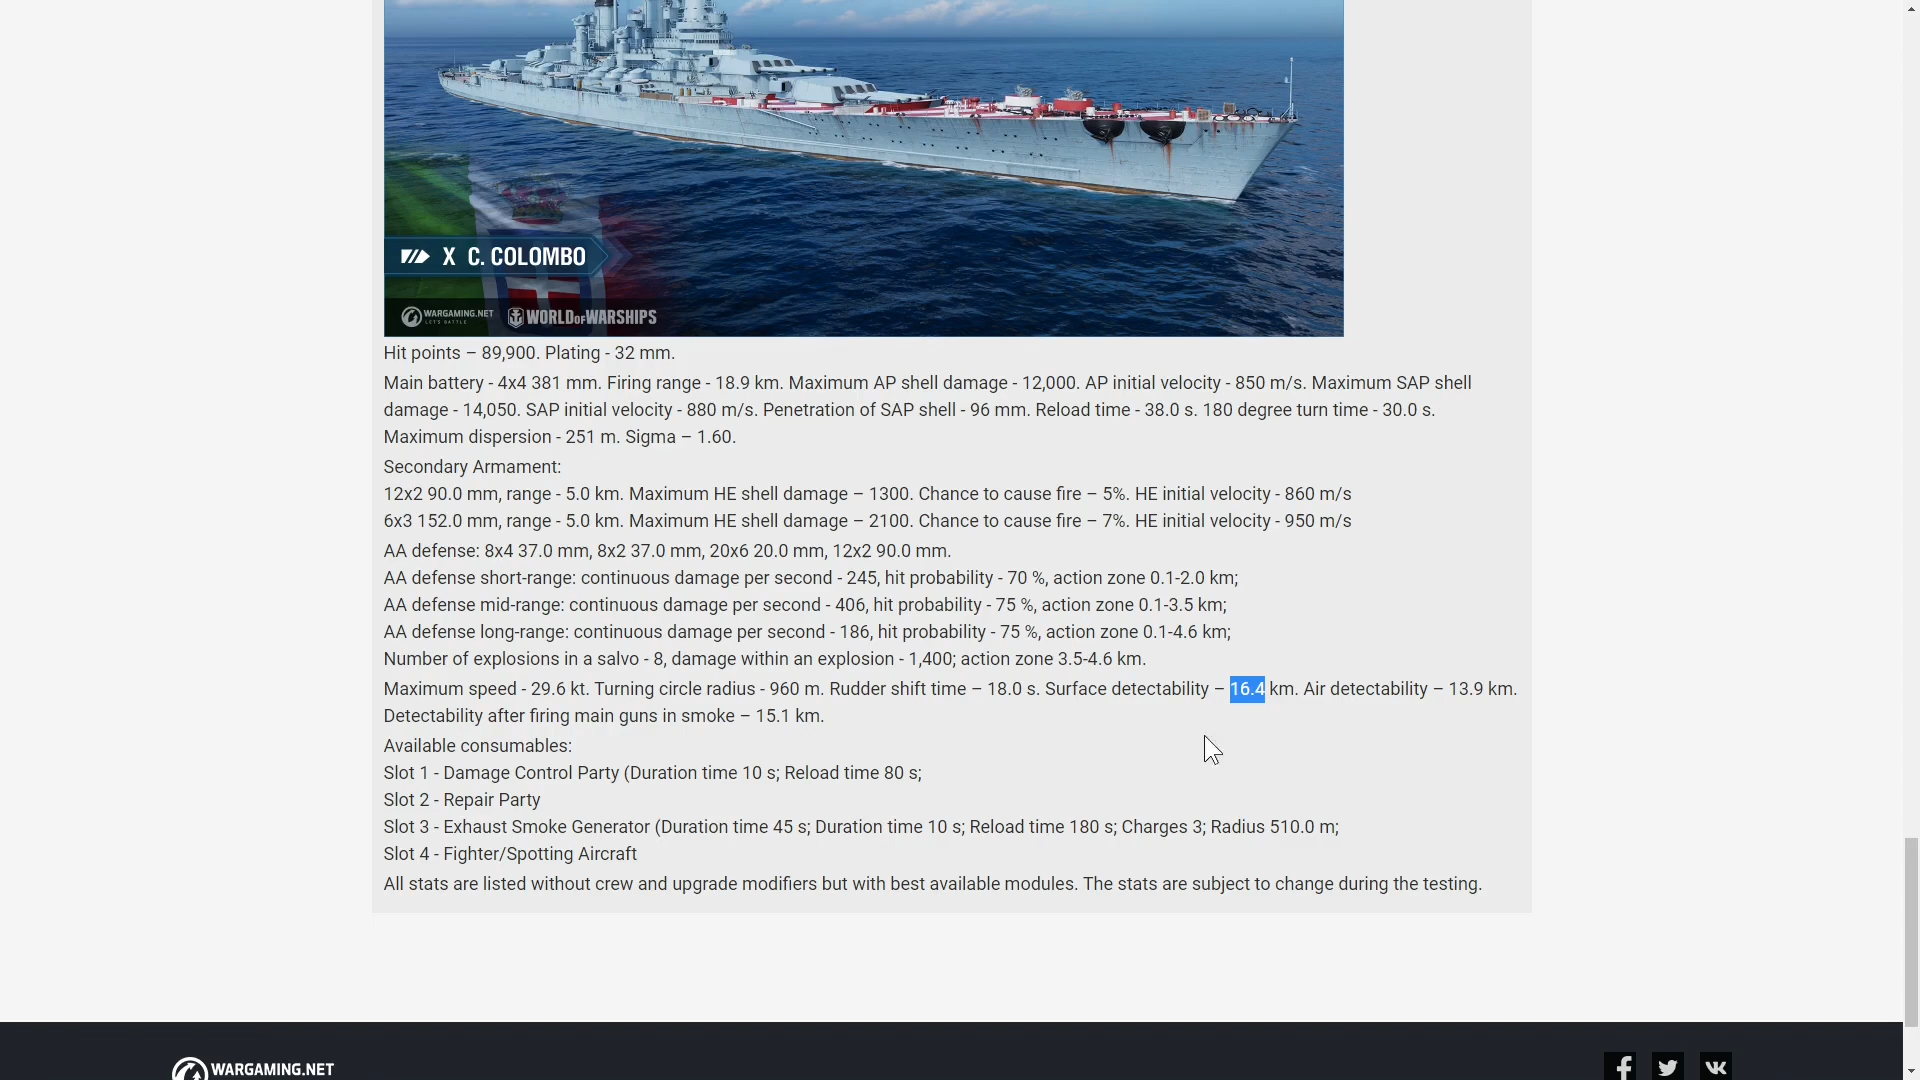 X C. COLOMBO
WARGAMING.NET
LET'S BATTLE
WORLD OF WARSHIPS
Hit points – 89,900. Plating - 32 mm.
Main battery - 4x4 381 mm. Firing range - 18.9 km. Maximum AP shell damage - 12,000. AP initial velocity - 850 m/s. Maximum SAP shell
damage - 14,050. SAP initial velocity - 880 m/s. Penetration of SAP shell - 96 mm. Reload time - 38.0 s. 180 degree turn time - 30.0 s.
Maximum dispersion - 251 m. Sigma – 1.60.
Secondary Armament:
12x2 90.0 mm, range - 5.0 km. Maximum HE shell damage – 1300. Chance to cause fire – 5%. HE initial velocity - 860 m/s
6x3 152.0 mm, range - 5.0 km. Maximum HE shell damage – 2100. Chance to cause fire – 7%. HE initial velocity - 950 m/s
AA defense: 8x4 37.0 mm, 8x2 37.0 mm, 20x6 20.0 mm, 12x2 90.0 mm.
AA defense short-range: continuous damage per second - 245, hit probability - 70 %, action zone 0.1-2.0 km;
AA defense mid-range: continuous damage per second - 406, hit probability - 75 %, action zone 0.1-3.5 km;
AA defense long-range: continuous damage per second - 186, hit probability - 75 %, action zone 0.1-4.6 km;
Number of explosions in a salvo - 8, damage within an explosion - 1,400; action zone 3.5-4.6 km.
Maximum speed - 29.6 kt. Turning circle radius - 960 m. Rudder shift time – 18.0 s. Surface detectability – 16.4 km. Air detectability – 13.9 km.
Detectability after firing main guns in smoke – 15.1 km.
Available consumables:
Slot 1 - Damage Control Party (Duration time 10 s; Reload time 80 s;
Slot 2 - Repair Party
Slot 3 - Exhaust Smoke Generator (Duration time 45 s; Duration time 10 s; Reload time 180 s; Charges 3; Radius 510.0 m;
Slot 4 - Fighter/Spotting Aircraft
All stats are listed without crew and upgrade modifiers but with best available modules. The stats are subject to change during the testing.
WARGAMING.NET